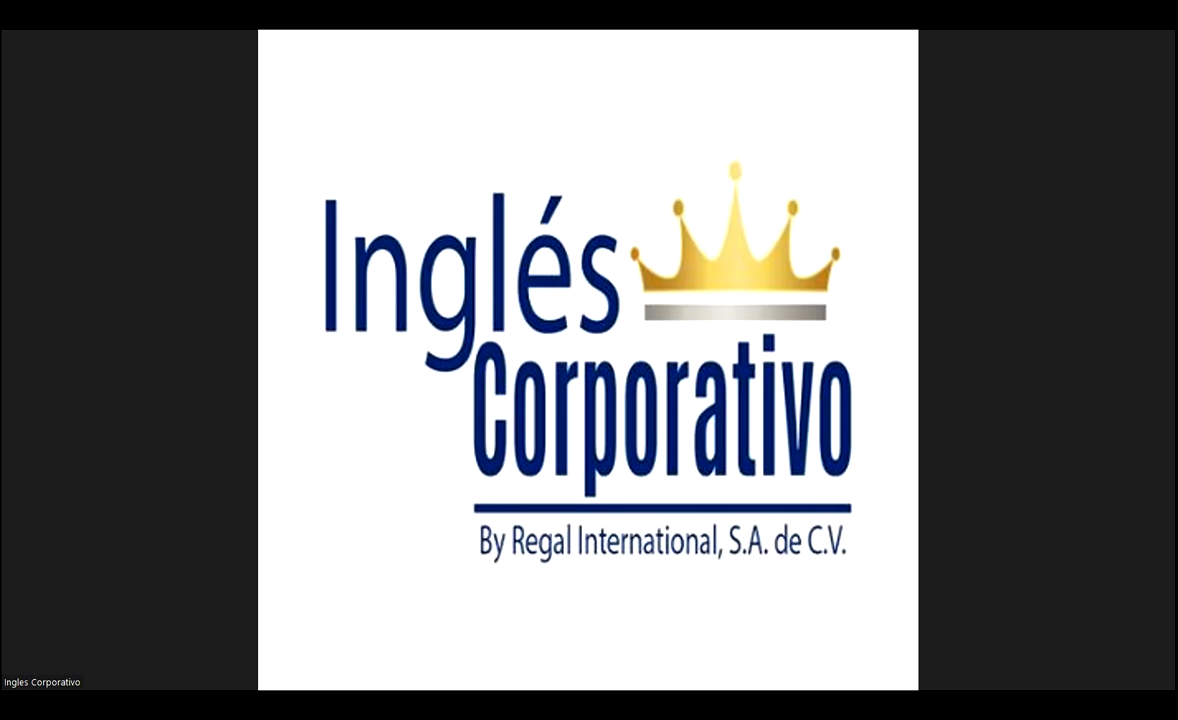 Inglés
Corporativo
By Regal International, S.A. de C.V.
Ingles Corporativo